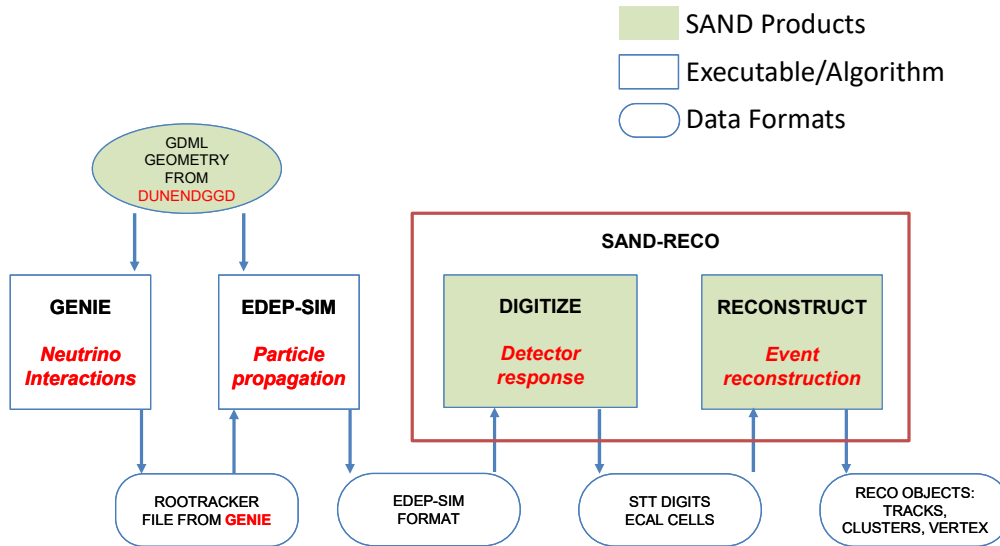 SAND Products
Executable/Algorithm
Data Formats
GDML
GEOMETRY
FROM
DUNENDGGD
SAND-RECO
GENIE
Neutrino
Interactions
EDEP-SIM
Particle
propagation
DIGITIZE
Detector
response
RECONSTRUCT
Event
reconstruction
ROOTRACKER
FILE FROM GENIE
EDEP-SIM
FORMAT
STT DIGITS
ECAL CELLS
RECO OBJECTS:
TRACKS,
CLUSTERS, VERTEX